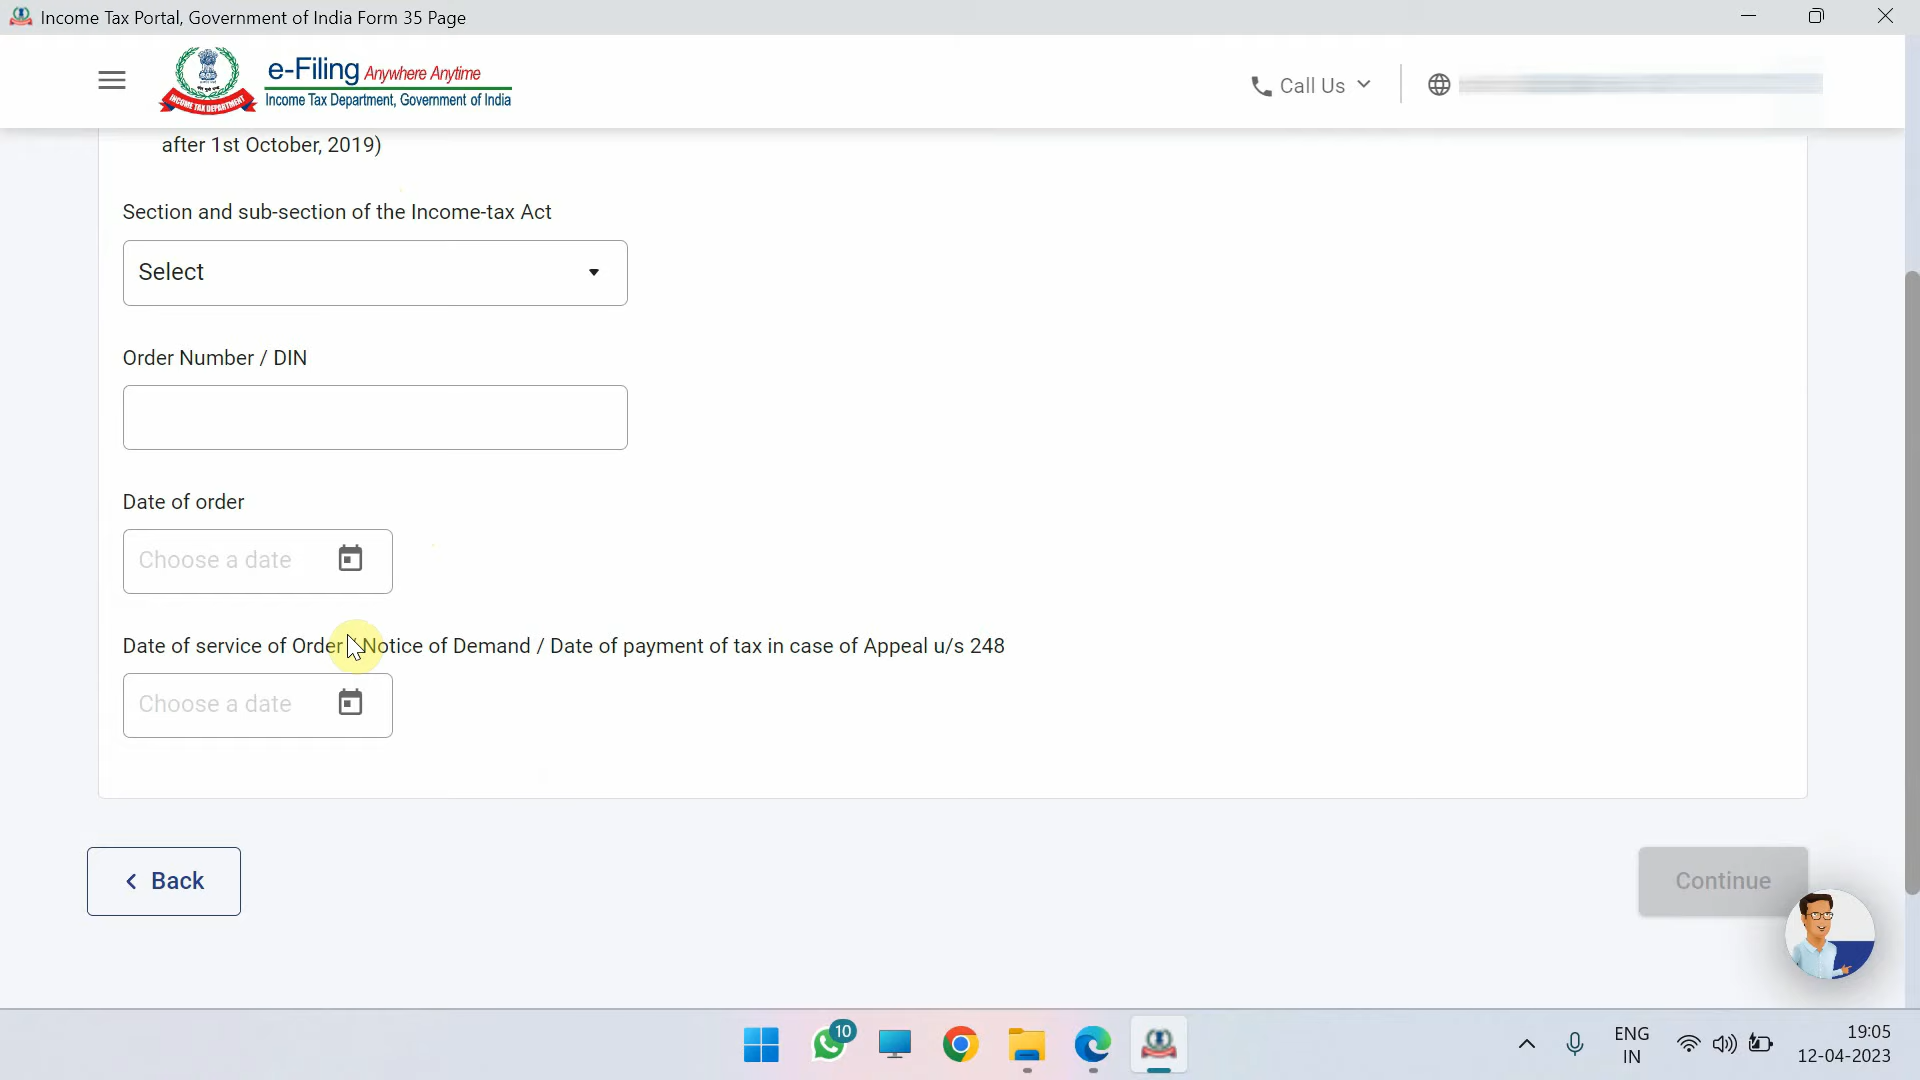 Income Tax Portal, Government of India Form 35 Page
e-Filing Anywhere Anytime
Income Tax Department, Government of India
INCOME TAX DEPARTMENT
Call Us
after 1st October, 2019)
Section and sub-section of the Income-tax Act
Select
Order Number / DIN
Date of order
Choose a date
Date of service of Order / Notice of Demand / Date of payment of tax in case of Appeal u/s 248
Choose a date
Back
Continue
10
ENG
IN
19:05
12-04-2023